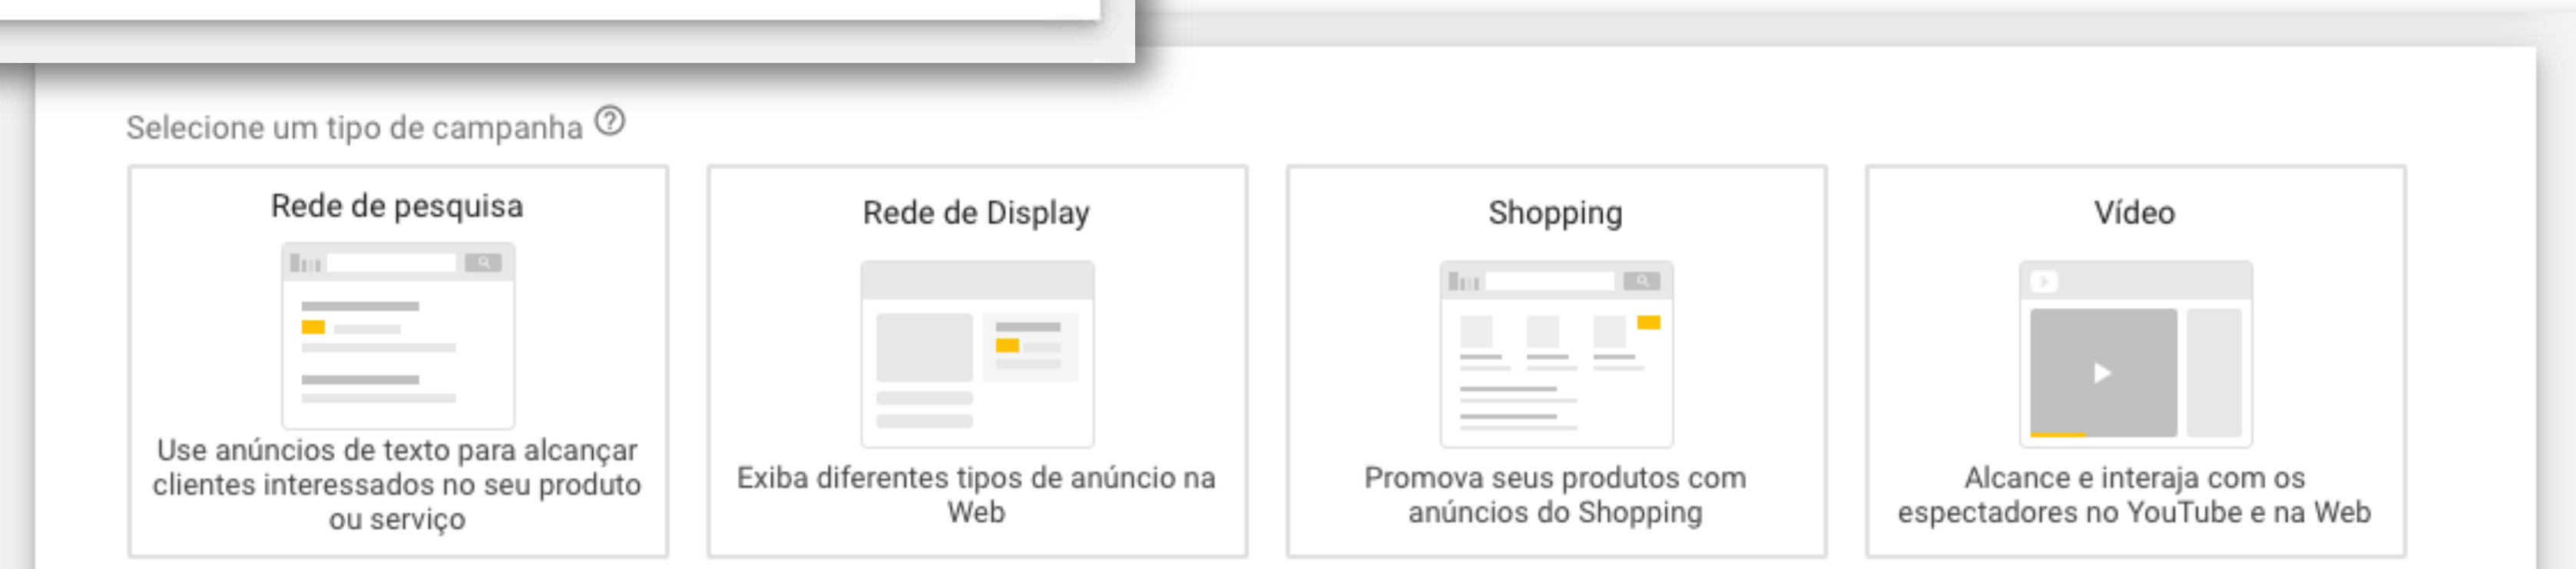 Selecione um tipo de campanha ?
Rede de pesquisa
Use anúncios de texto para alcançar
clientes interessados no seu produto
ou serviço
Rede de Display
Exiba diferentes tipos de anúncio na
Web
Shopping
Promova seus produtos com
anúncios do Shopping
Vídeo
Alcance e interaja com os
espectadores no YouTube e na Web